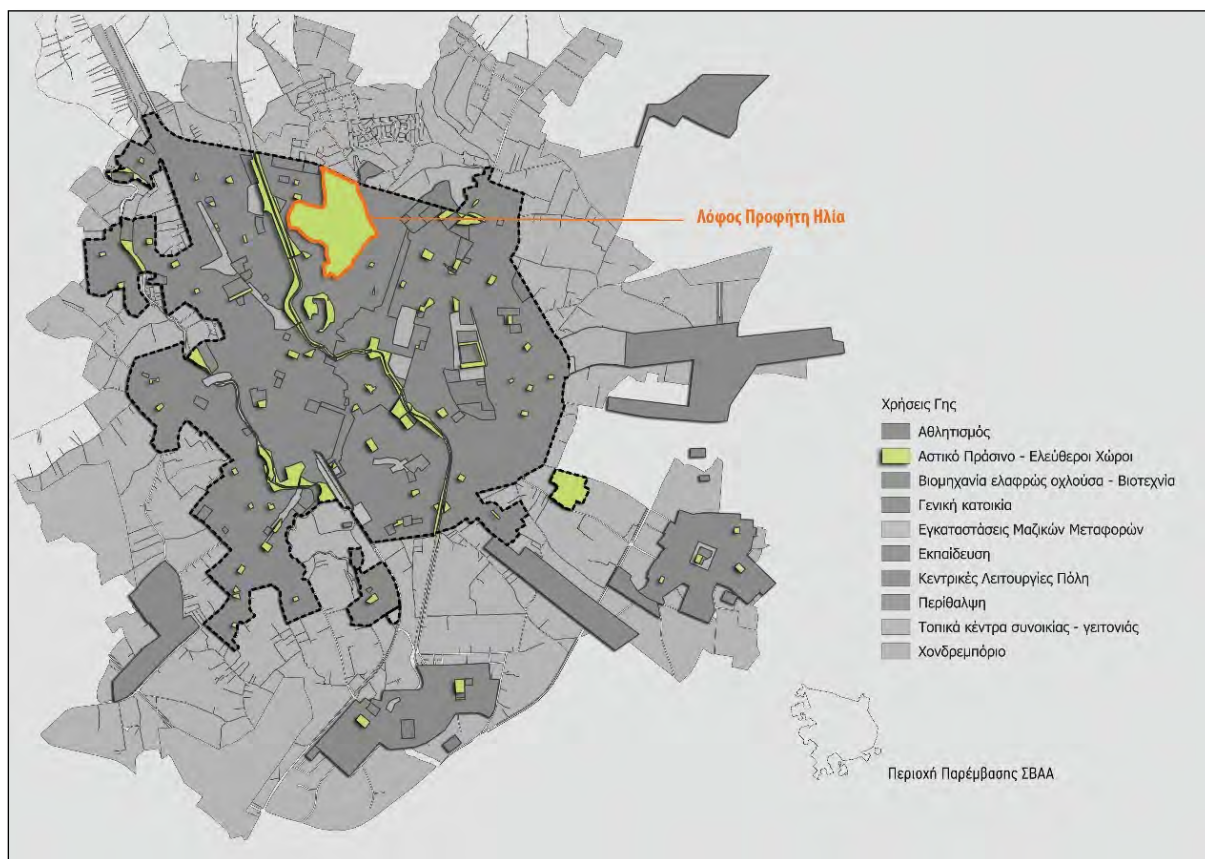 Λόφος Προφήτη Ηλία
Χρήσεις Γης
Αθλητισμός
Αστικό Πράσινο - Ελεύθεροι Χώροι
Βιομηχανία ελαφρώς οχλούσα - Βιοτεχνία
Γενική κατοικία
Εγκαταστάσεις Μαζικών Μεταφορών
Εκπαίδευση
Κεντρικές Λειτουργίες Πόλη
Περίθαλψη
Τοπικά κέντρα συνοικίας - γειτονιάς
Χονδρεμπόριο
Περιοχή Παρέμβασης ΣΒΑΑ